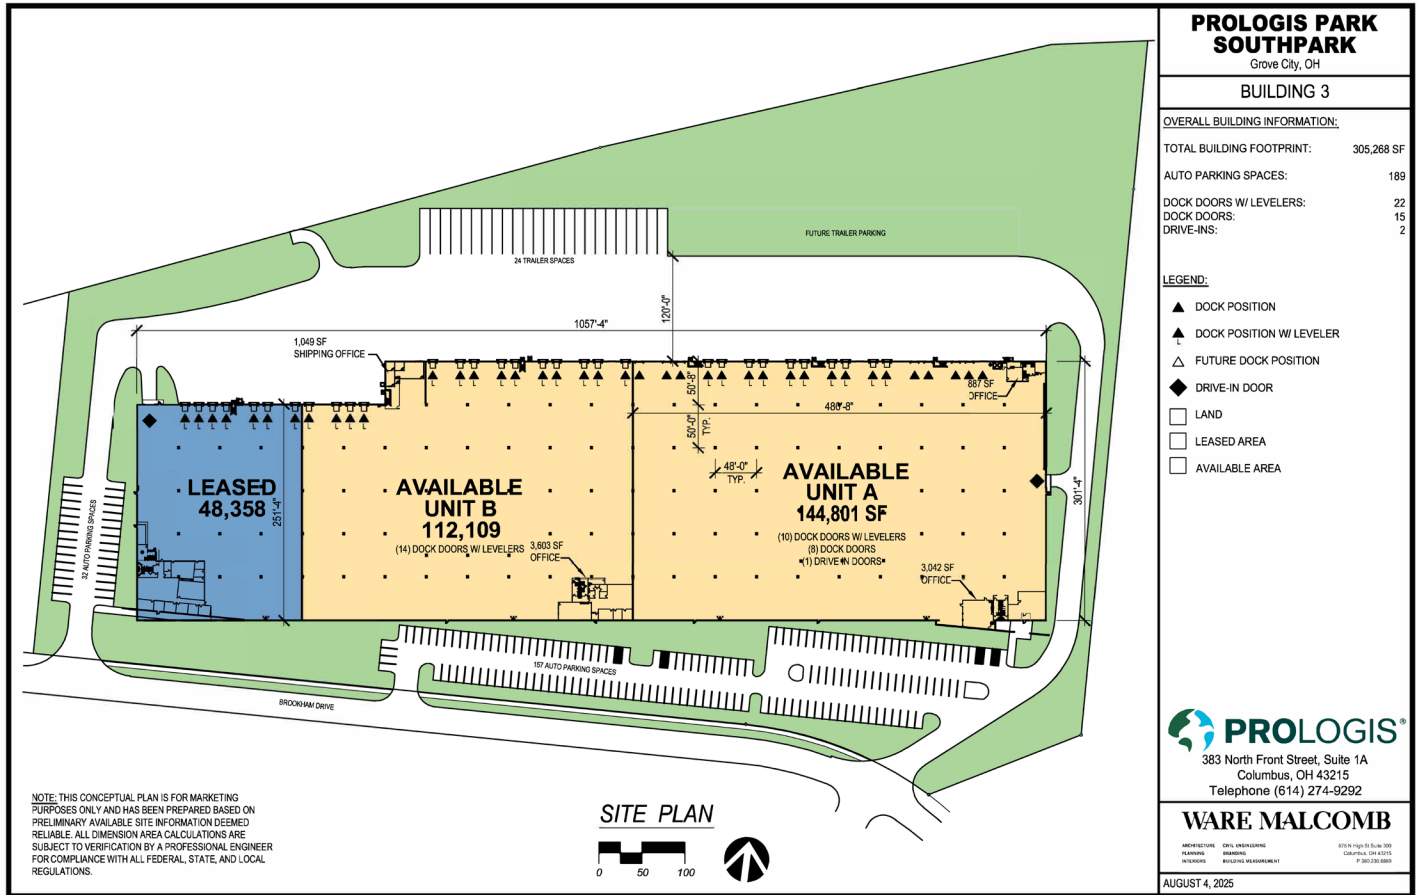 PROLOGIS PARK
SOUTHPARK
Grove City, OH
BUILDING 3
OVERALL BUILDING INFORMATION:
TOTAL BUILDING FOOTPRINT: 305,268 SF
AUTO PARKING SPACES: 189
DOCK DOORS W/ LEVELERS: 22
DOCK DOORS: 15
DRIVE-INS: 2
LEGEND:
DOCK POSITION
DOCK POSITION W/ LEVELER
L
FUTURE DOCK POSITION
DRIVE-IN DOOR
LAND
LEASED AREA
AVAILABLE AREA
FUTURE TRAILER PARKING
24 TRAILER SPACES
120'-0"
1057'-4"
1,049 SF
SHIPPING OFFICE
50'-8"
887 SF
OFFICE
480'-8"
50'-0"
TYP.
48'-0"
TYP.
301'-4"
251'-4"
LEASED
48,358
AVAILABLE
UNIT B
112,109
(14) DOCK DOORS W/ LEVELERS
3,603 SF
OFFICE
AVAILABLE
UNIT A
144,801 SF
(10) DOCK DOORS W/ LEVELERS
(8) DOCK DOORS
(1) DRIVE IN DOORS
3,042 SF
OFFICE
32 AUTO PARKING SPACES
157 AUTO PARKING SPACES
BROOKHAM DRIVE
NOTE: THIS CONCEPTUAL PLAN IS FOR MARKETING
PURPOSES ONLY AND HAS BEEN PREPARED BASED ON
PRELIMINARY AVAILABLE SITE INFORMATION DEEMED
RELIABLE. ALL DIMENSION AREA CALCULATIONS ARE
SUBJECT TO VERIFICATION BY A PROFESSIONAL ENGINEER
FOR COMPLIANCE WITH ALL FEDERAL, STATE, AND LOCAL
REGULATIONS.
SITE PLAN
0 50 100
PROLOGIS®
383 North Front Street, Suite 1A
Columbus, OH 43215
Telephone (614) 274-9292
WARE MALCOMB
ARCHITECTURE CIVIL ENGINEERING
PLANNING BRANDING
INTERIORS BUILDING MEASUREMENT
Columbus, OH 43215
AUGUST 4, 2025